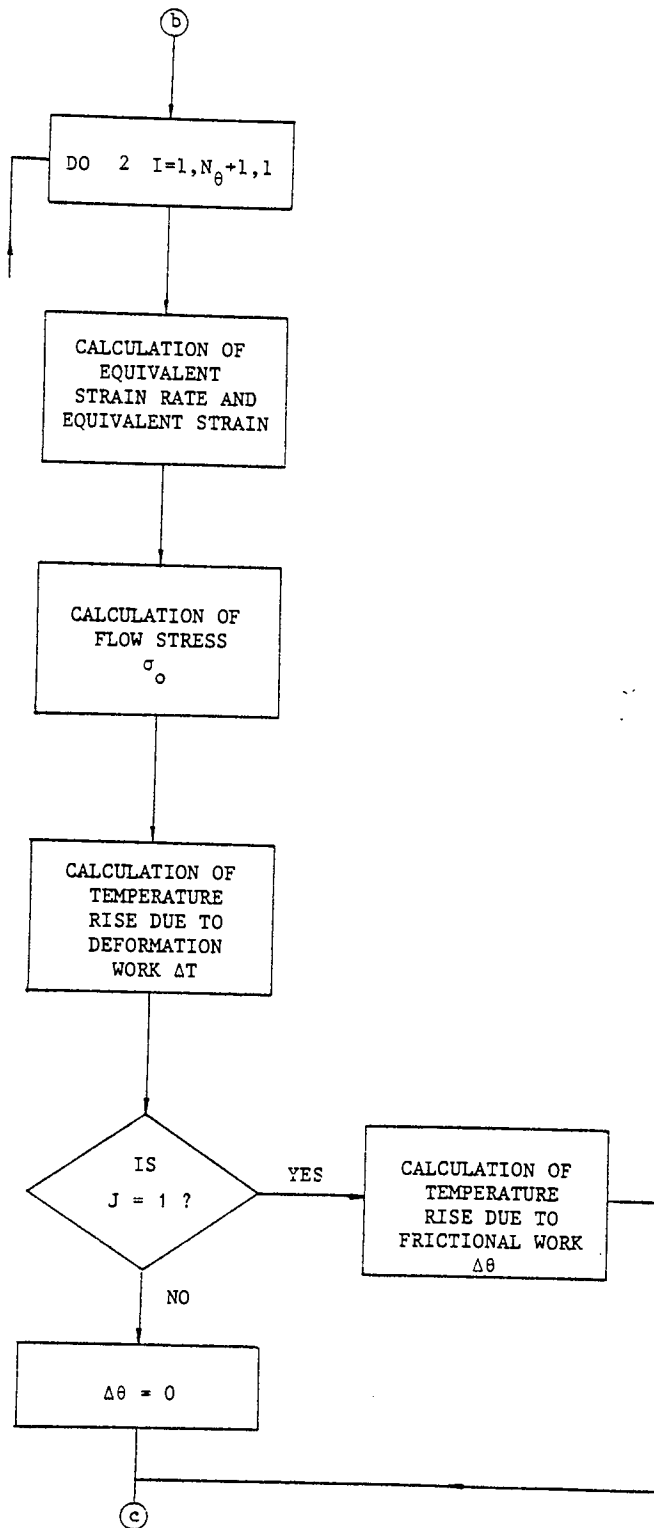 b
DO 2 I=1,N_θ+1,1
CALCULATION OF
EQUIVALENT
STRAIN RATE AND
EQUIVALENT STRAIN
CALCULATION OF
FLOW STRESS
σ_o
CALCULATION OF
TEMPERATURE
RISE DUE TO
DEFORMATION
WORK ΔT
IS
J = 1 ?
YES
CALCULATION OF
TEMPERATURE
RISE DUE TO
FRICTIONAL WORK
Δθ
NO
Δθ = 0
c